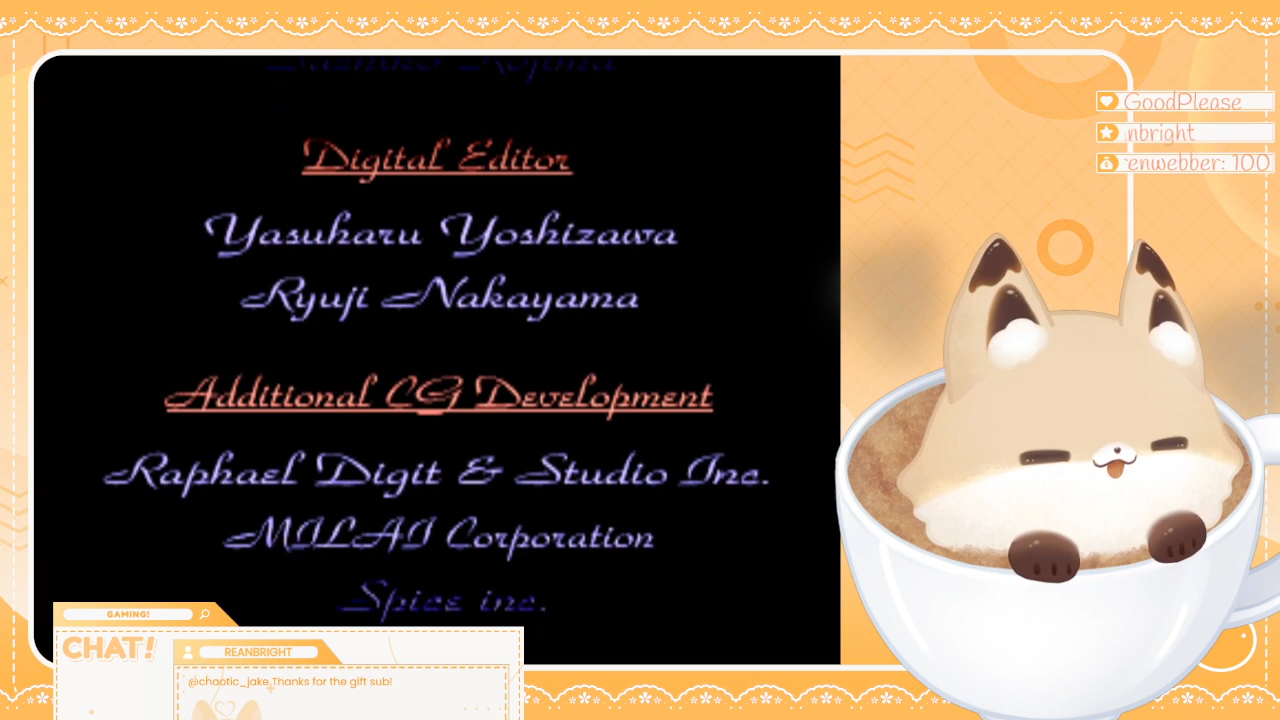 Digital Editor
Yasuharu Yoshizawa
Ryuji Nakayama
Additional CG Development
Raphael Digit & Studio Inc.
MILAI Corporation
Spice inc.
GoodPlease
nbright
enwebber: 100
GAMING!
CHAT!
REANBRIGHT
@chaotic_jake Thanks for the gift sub!